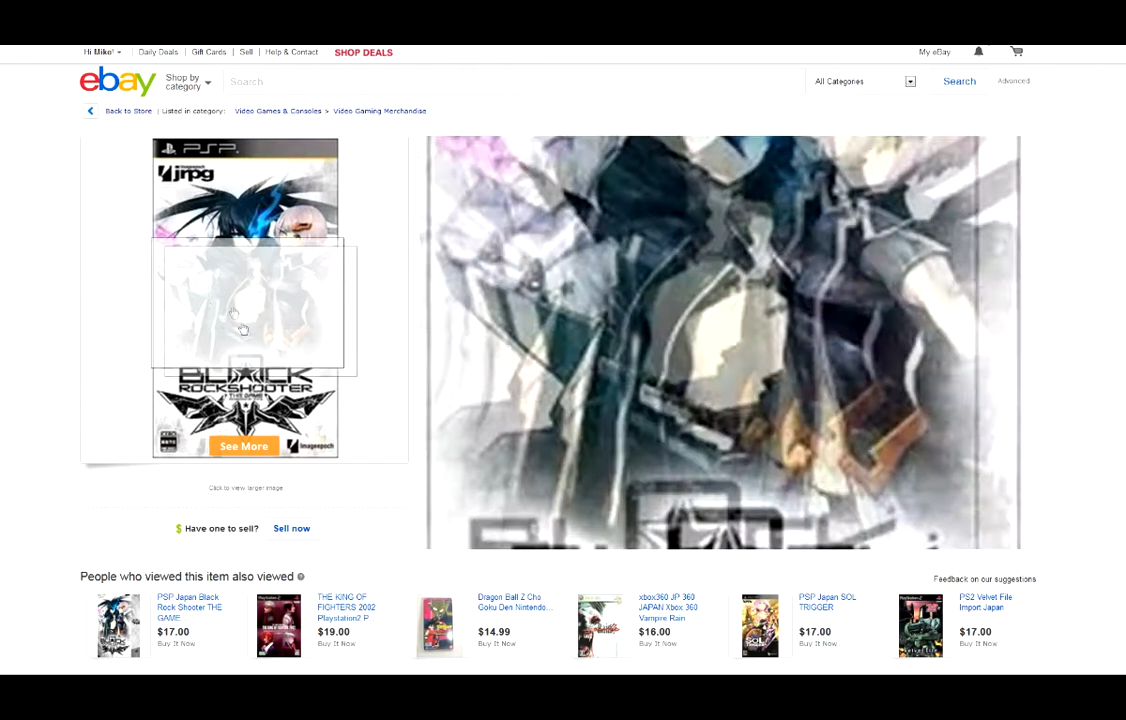 Hi Mike! Daily Deals Gift Cards Sell Help & Contact SHOP DEALS My eBay
ebay Shop by category Search All Categories Search Advanced
Back to Store | Listed in category: Video Games & Consoles > Video Gaming Merchandise
PSP
imageepoch jrpg
BLACK
ROCKSHOOTER
THE GAME
See More imageepoch
Click to view larger image
$ Have one to sell? Sell now
People who viewed this item also viewed
Feedback on our suggestions
PSP Japan Black
Rock Shooter THE
GAME
$17.00
Buy It Now
THE KING OF
FIGHTERS 2002
Playstation2 P
$19.00
Buy It Now
Dragon Ball Z Cho
Goku Den Nintendo...
$14.99
Buy It Now
xbox360 JP 360
JAPAN Xbox 360
Vampire Rain
$16.00
Buy It Now
PSP Japan SOL
TRIGGER
$17.00
Buy It Now
PS2 Velvet File
Import Japan
$17.00
Buy It Now